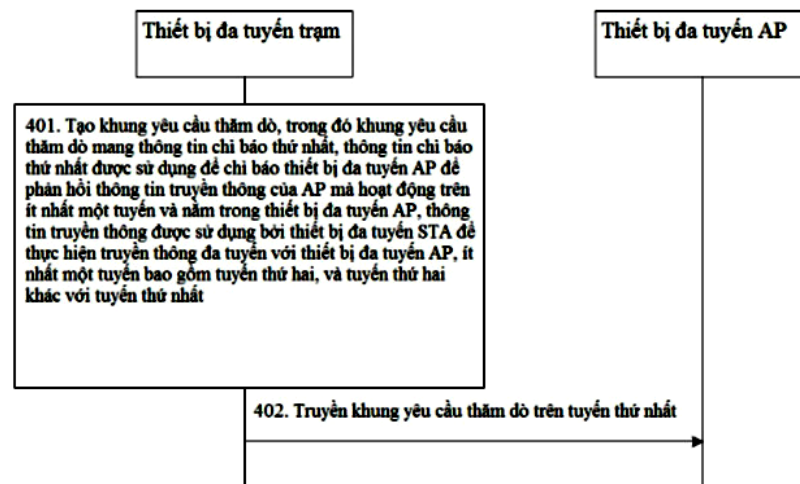 Thiết bị đa tuyến trạm
Thiết bị đa tuyến AP
401. Tạo khung yêu cầu thăm dò, trong đó khung yêu cầu
thăm dò mang thông tin chỉ báo thứ nhất, thông tin chỉ báo
thứ nhất được sử dụng để chỉ báo thiết bị đa tuyến AP để
phản hồi thông tin truyền thông của AP mà hoạt động trên
ít nhất một tuyến và nằm trong thiết bị đa tuyến AP, thông
tin truyền thông được sử dụng bởi thiết bị đa tuyến STA để
thực hiện truyền thông đa tuyến với thiết bị đa tuyến AP, ít
nhất một tuyến bao gồm tuyến thứ hai, và tuyến thứ hai
khác với tuyến thứ nhất
402. Truyền khung yêu cầu thăm dò trên tuyến thứ nhất